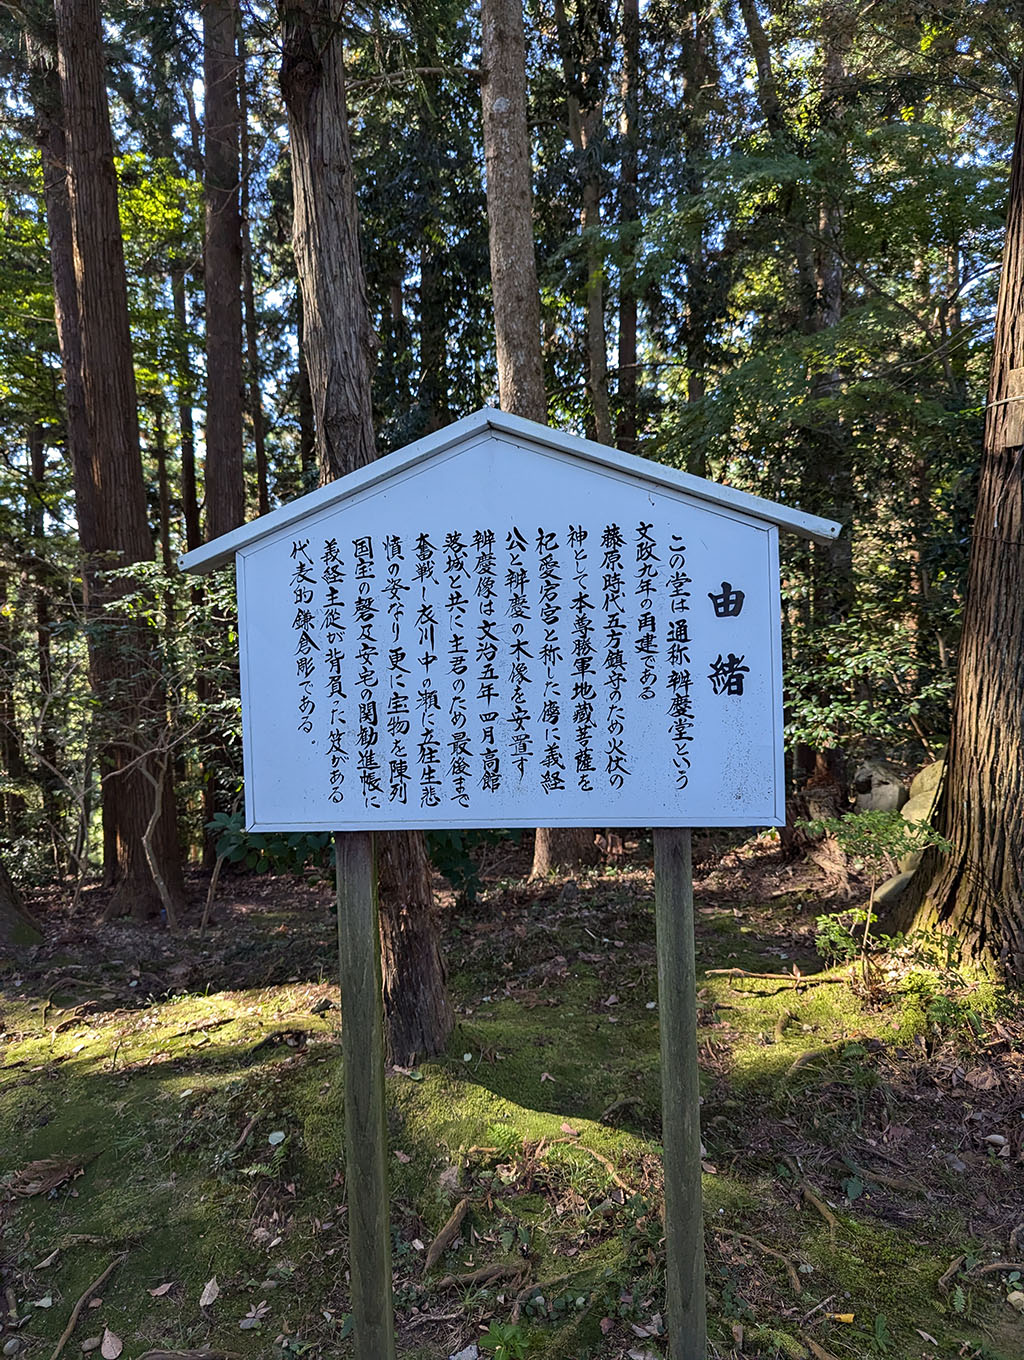 由緒
この堂は通称辨慶堂という
文政九年の再建である
藤原時代五方鎮守のため火伏の
神として本尊勝軍地蔵菩薩を
祀愛宕宮と称した傍に義経
公と辨慶の木像を安置す
辨慶像は文治五年四月高館
落城と共に主君のため最後まで
奮戦し衣川中の瀬に立往生悲
憤の姿なり更に宝物を陳列
国宝の磬及安宅の関勧進帳に
義経主従が背負った笈がある
代表的鎌倉彫である。